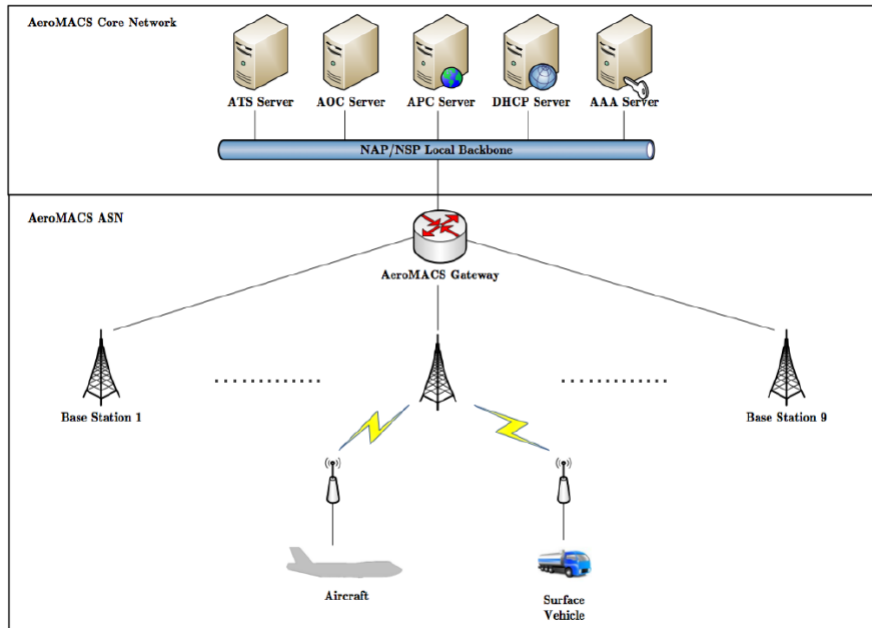 AeroMACS Core Network
ATS Server
AOC Server
APC Server
DHCP Server
AAA Server
NAP/NSP Local Backbone
AeroMACS ASN
AeroMACS Gateway
Base Station 1
Base Station 9
Aircraft
Surface
Vehicle